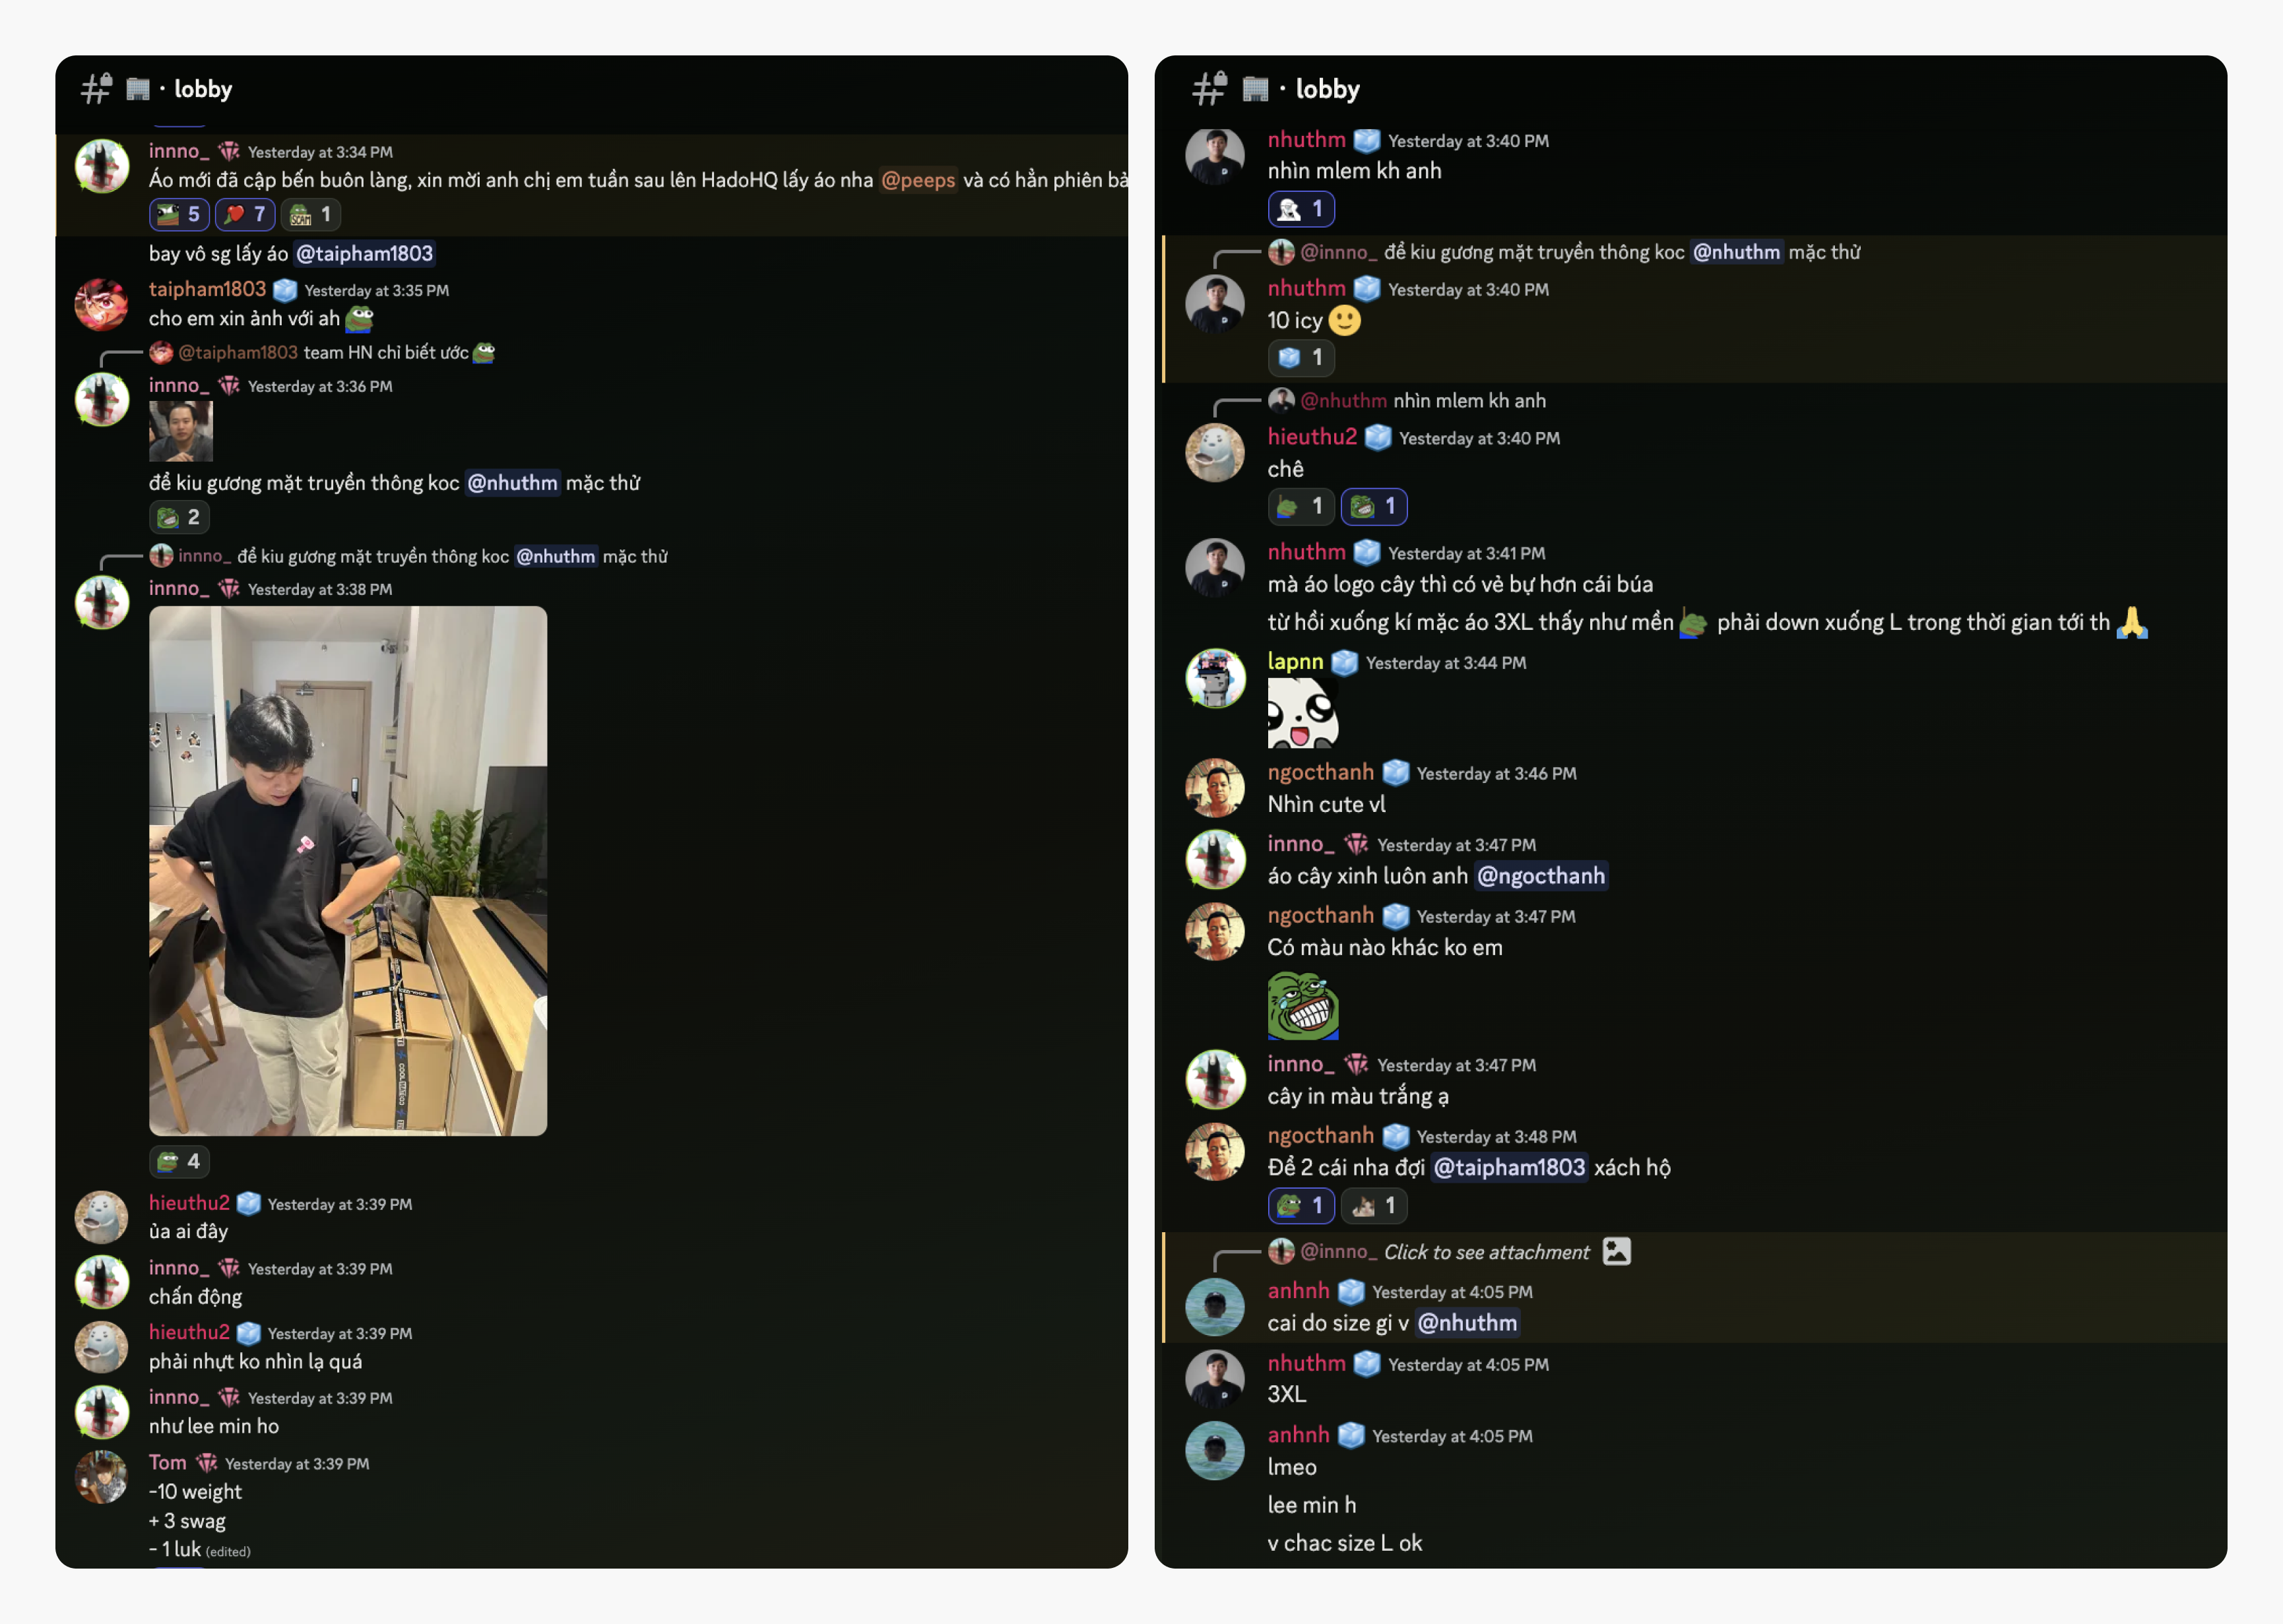 · lobby
innno_ Yesterday at 3:34 PM
Áo mới đã cập bến buôn làng, xin mời anh chị em tuần sau lên HadoHQ lấy áo nha @peeps và có hẳn phiên bả
5 7 SCAM 1
bay vô sg lấy áo @taipham1803
taipham1803 Yesterday at 3:35 PM
cho em xin ảnh với ah
@taipham1803 team HN chỉ biết ước
innno_ Yesterday at 3:36 PM
để kiu gương mặt truyền thông koc @nhuthm mặc thử
2
innno_ để kiu gương mặt truyền thông koc @nhuthm mặc thử
innno_ Yesterday at 3:38 PM
4
hieuthu2 Yesterday at 3:39 PM
ủa ai đây
innno_ Yesterday at 3:39 PM
chấn động
hieuthu2 Yesterday at 3:39 PM
phải nhựt ko nhìn lạ quá
innno_ Yesterday at 3:39 PM
như lee min ho
Tom Yesterday at 3:39 PM
-10 weight
+ 3 swag
- 1 luk (edited)
· lobby
nhuthm Yesterday at 3:40 PM
nhìn mlem kh anh
1
@innno_ để kiu gương mặt truyền thông koc @nhuthm mặc thử
nhuthm Yesterday at 3:40 PM
10 icy
1
@nhuthm nhìn mlem kh anh
hieuthu2 Yesterday at 3:40 PM
chê
1 1
nhuthm Yesterday at 3:41 PM
mà áo logo cây thì có vẻ bự hơn cái búa
từ hồi xuống kí mặc áo 3XL thấy như mền phải down xuống L trong thời gian tới th
lapnn Yesterday at 3:44 PM
ngocthanh Yesterday at 3:46 PM
Nhìn cute vl
innno_ Yesterday at 3:47 PM
áo cây xinh luôn anh @ngocthanh
ngocthanh Yesterday at 3:47 PM
Có màu nào khác ko em
innno_ Yesterday at 3:47 PM
cây in màu trắng ạ
ngocthanh Yesterday at 3:48 PM
Để 2 cái nha đợi @taipham1803 xách hộ
1 1
@innno_ Click to see attachment
anhnh Yesterday at 4:05 PM
cai do size gi v @nhuthm
nhuthm Yesterday at 4:05 PM
3XL
anhnh Yesterday at 4:05 PM
lmeo
lee min h
v chac size L ok